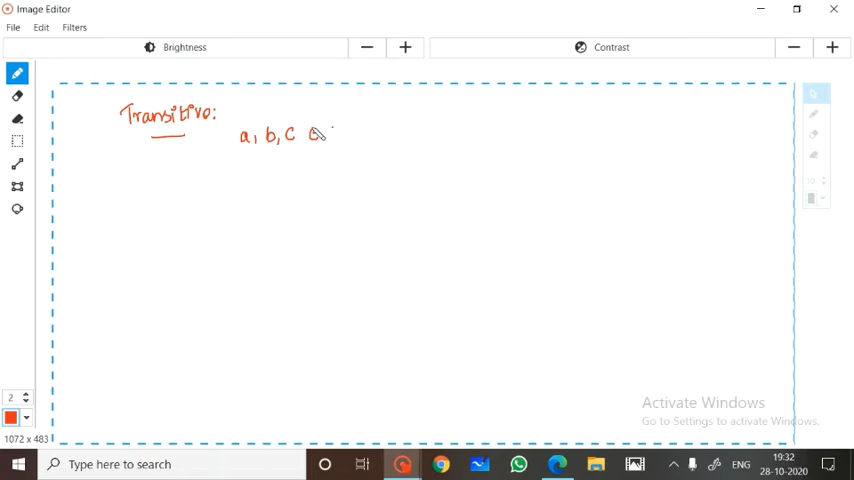 Image Editor
File Edit Filters
Brightness
Contrast
Transitive:
a, b, c
10
2
1072 x 483
Activate Windows
Go to Settings to activate Windows.
Type here to search
ENG
19:32
28-10-2020